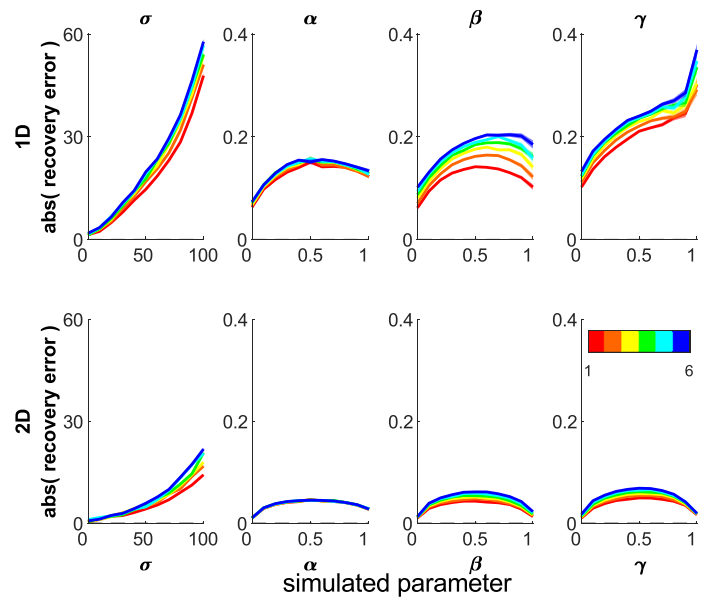 σ α β γ
1D
abs( recovery error )
60 0.4 0.4 0.4
30 0.2 0.2 0.2
0 0 0 0
0 50 100 0 0.5 1 0 0.5 1 0 0.5 1
2D
abs( recovery error )
60 0.4 0.4 0.4
30 0.2 0.2 0.2
1 6
0 0 0 0
0 50 100 0 0.5 1 0 0.5 1 0 0.5 1
σ α β γ
simulated parameter